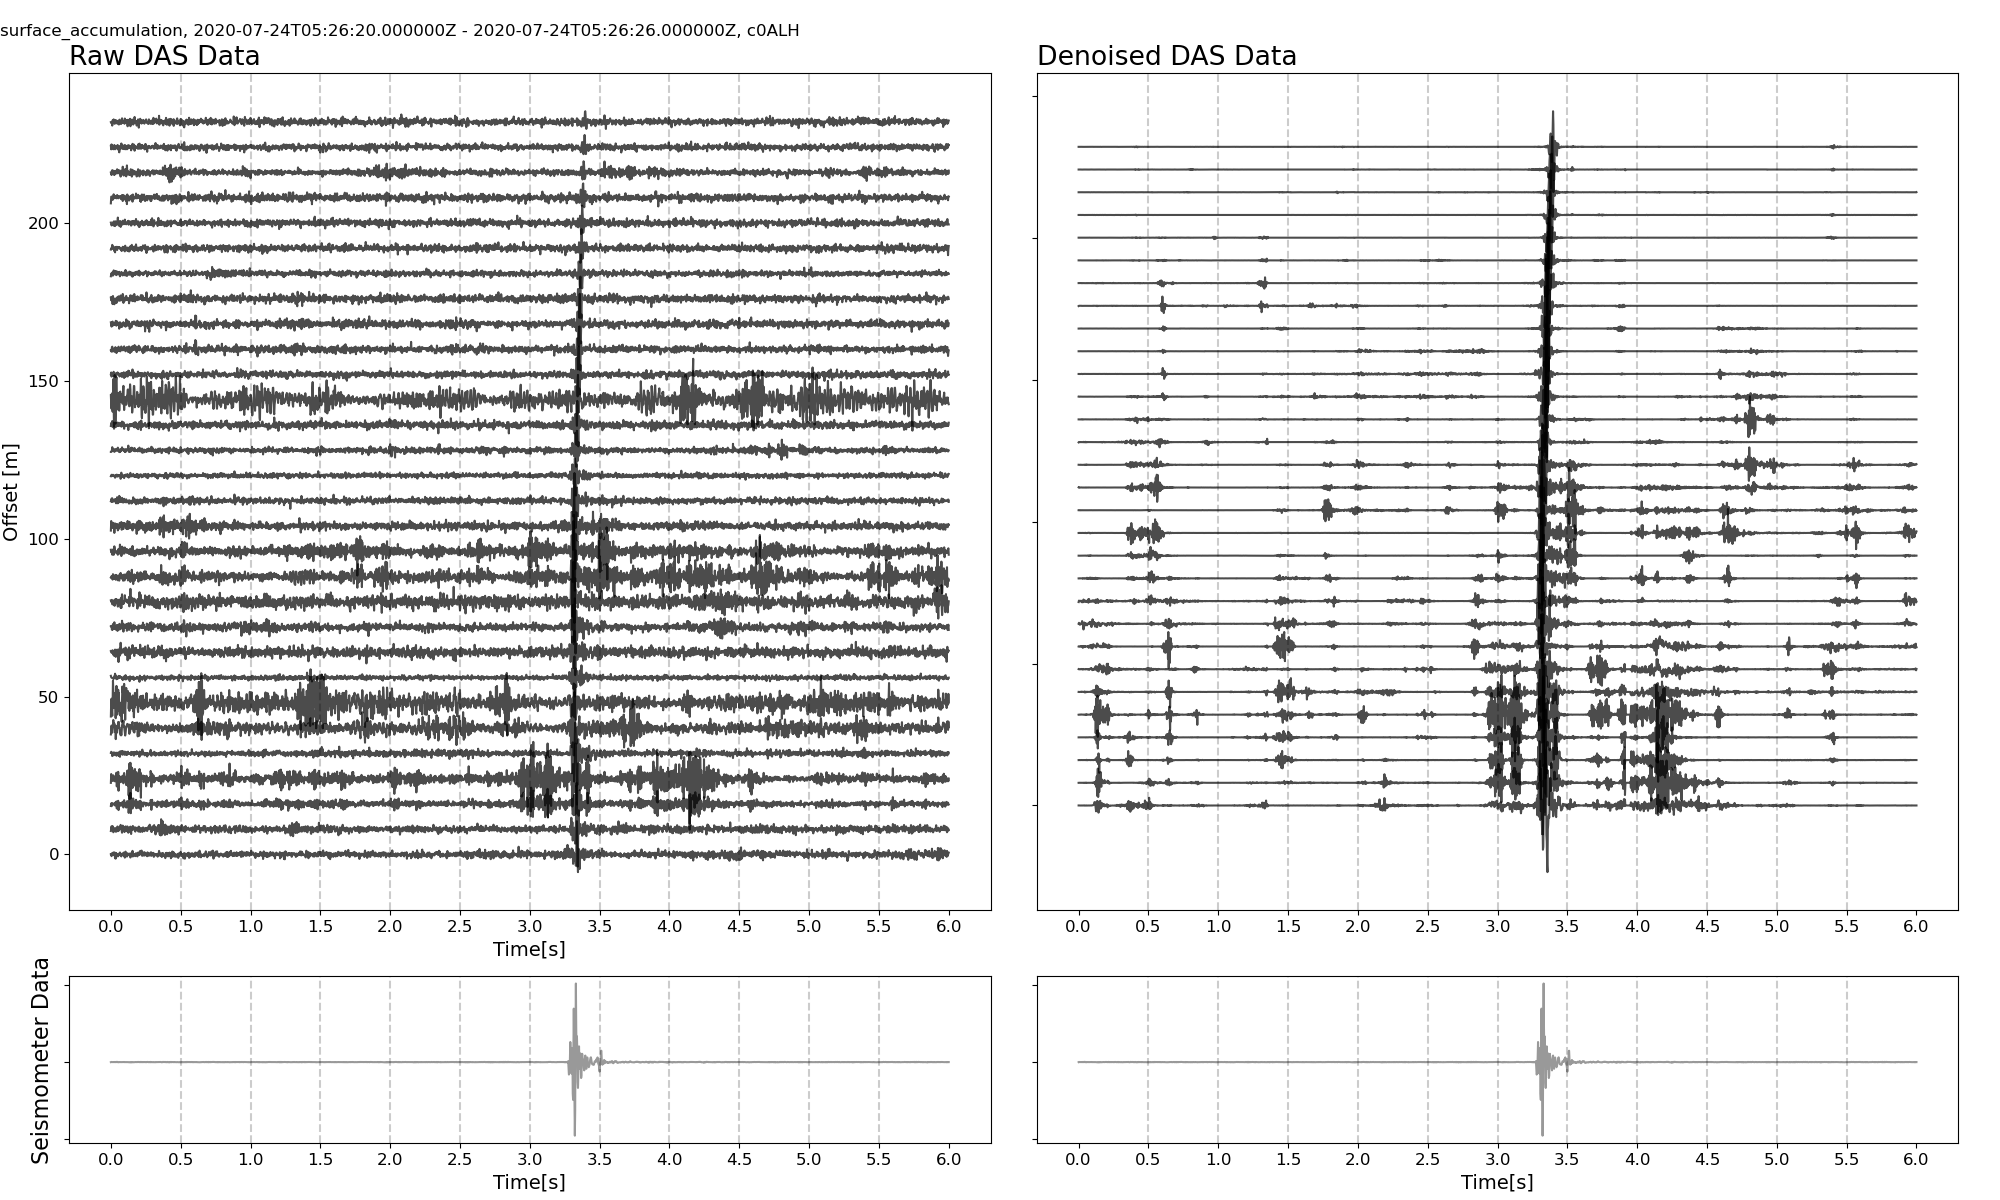 surface_accumulation, 2020-07-24T05:26:20.000000Z - 2020-07-24T05:26:26.000000Z, c0ALH
Raw DAS Data
Denoised DAS Data
Offset [m]
200
150
100
50
0
0.0 0.5 1.0 1.5 2.0 2.5 3.0 3.5 4.0 4.5 5.0 5.5 6.0
Time[s]
0.0 0.5 1.0 1.5 2.0 2.5 3.0 3.5 4.0 4.5 5.0 5.5 6.0
Seismometer Data
0.0 0.5 1.0 1.5 2.0 2.5 3.0 3.5 4.0 4.5 5.0 5.5 6.0
Time[s]
0.0 0.5 1.0 1.5 2.0 2.5 3.0 3.5 4.0 4.5 5.0 5.5 6.0
Time[s]